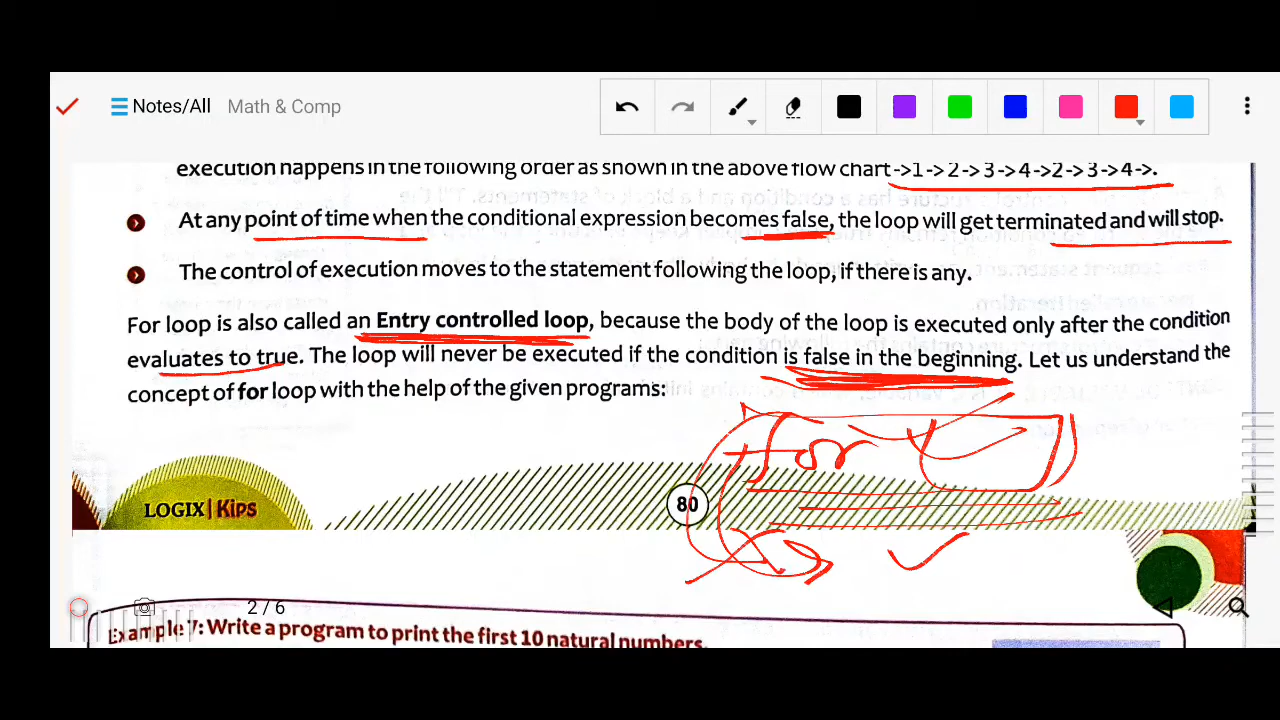 Notes/All Math & Comp
execution happens in the following order as shown in the above flow chart ->1-> 2-> 3-> 4->2-> 3->4->.
At any point of time when the conditional expression becomes false, the loop will get terminated and will stop.
The control of execution moves to the statement following the loop, if there is any.
For loop is also called an Entry controlled loop, because the body of the loop is executed only after the condition
evaluates to true. The loop will never be executed if the condition is false in the beginning. Let us understand the
concept of for loop with the help of the given programs:
for
LOGIX|Kips
80
2 / 6
Example 7: Write a program to print the first 10 natural numbers.